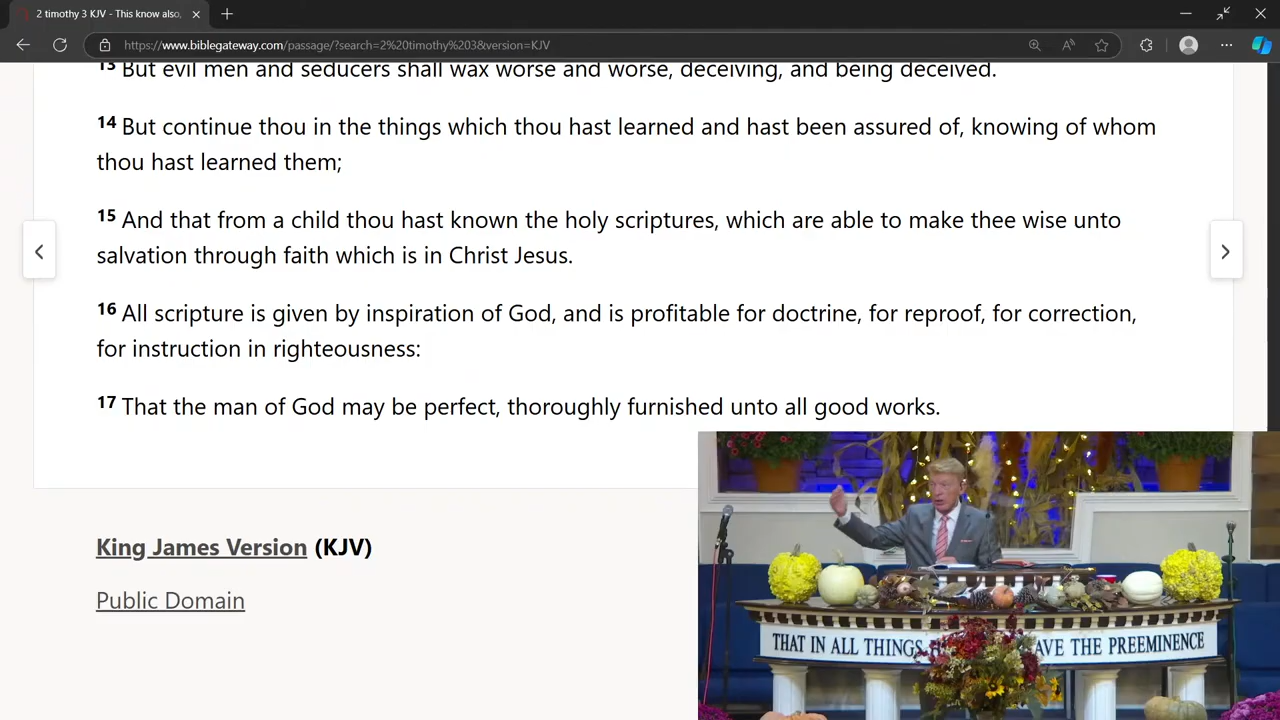 2 timothy 3 KJV - This know also,
https://www.biblegateway.com/passage/?search=2%20timothy%203&version=KJV
13 But evil men and seducers shall wax worse and worse, deceiving, and being deceived.
14 But continue thou in the things which thou hast learned and hast been assured of, knowing of whom
thou hast learned them;
15 And that from a child thou hast known the holy scriptures, which are able to make thee wise unto
salvation through faith which is in Christ Jesus.
16 All scripture is given by inspiration of God, and is profitable for doctrine, for reproof, for correction,
for instruction in righteousness:
17 That the man of God may be perfect, thoroughly furnished unto all good works.
King James Version (KJV)
Public Domain
THAT IN ALL THINGS AVE THE PREEMINENCE